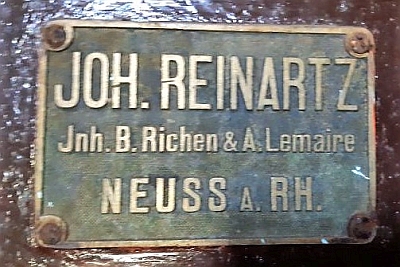 JOH. REINARTZ
Jnh. B. Richen & A. Lemaire
NEUSS A. RH.